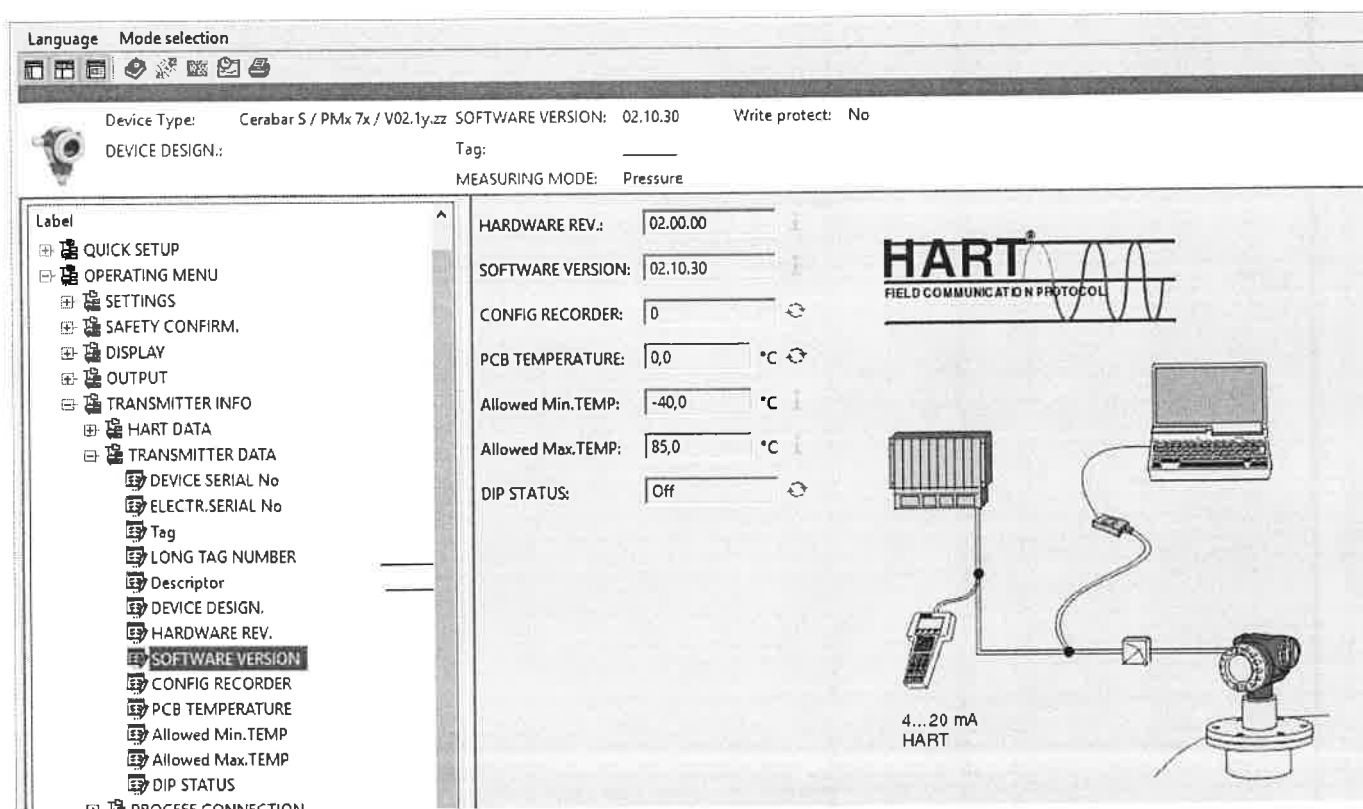 Language Mode selection
Device Type: Cerabar S / PMx 7x / V02.1y.zz SOFTWARE VERSION: 02.10.30 Write protect: No
DEVICE DESIGN.: Tag:
MEASURING MODE: Pressure
Label
QUICK SETUP
OPERATING MENU
SETTINGS
SAFETY CONFIRM.
DISPLAY
OUTPUT
TRANSMITTER INFO
HART DATA
TRANSMITTER DATA
DEVICE SERIAL No
ELECTR.SERIAL No
Tag
LONG TAG NUMBER
Descriptor
DEVICE DESIGN.
HARDWARE REV.
SOFTWARE VERSION
CONFIG RECORDER
PCB TEMPERATURE
Allowed Min.TEMP
Allowed Max.TEMP
DIP STATUS
PROCESS CONNECTION
HARDWARE REV.: 02.00.00
SOFTWARE VERSION: 02.10.30
CONFIG RECORDER: 0
PCB TEMPERATURE: 0,0 °C
Allowed Min.TEMP: -40,0 °C
Allowed Max.TEMP: 85,0 °C
DIP STATUS: Off
HART®
FIELD COMMUNICATION PROTOCOL
4...20 mA
HART